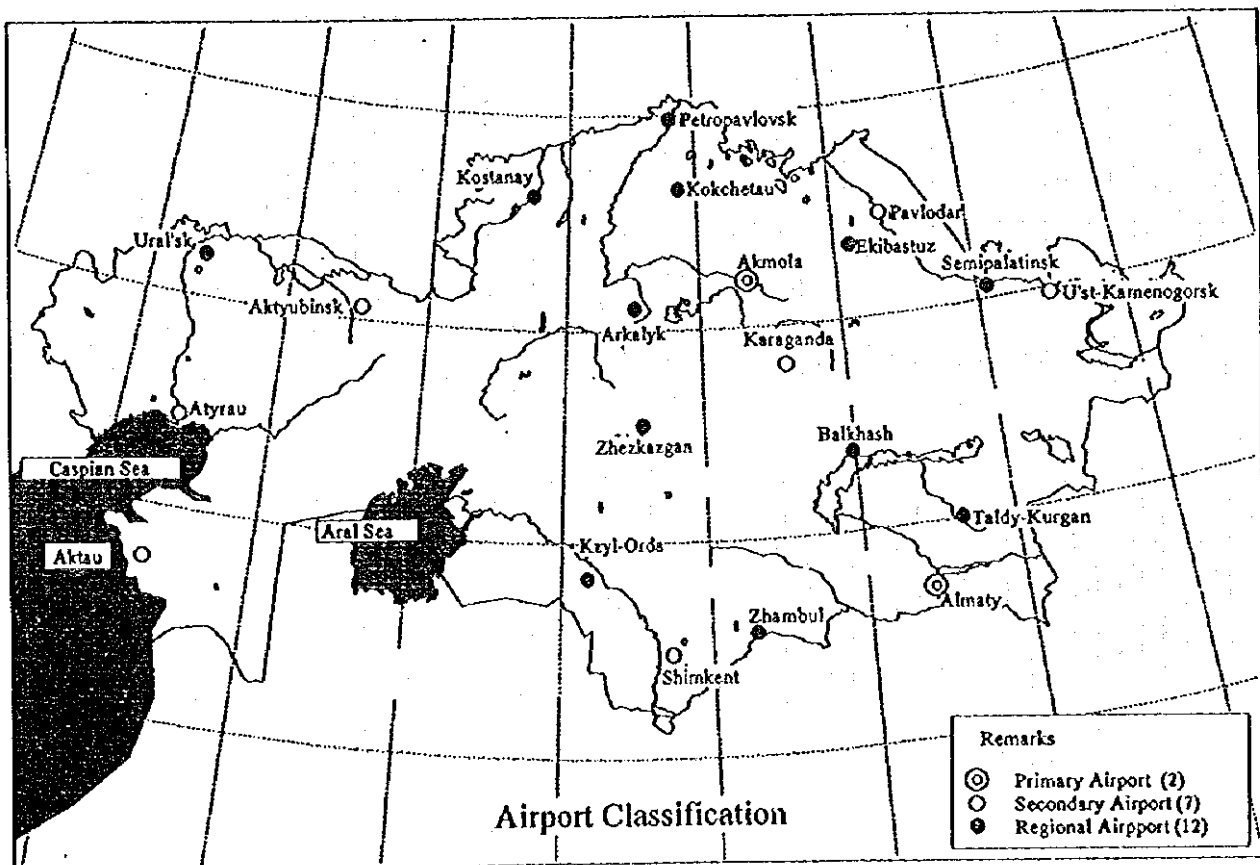 Petropavlovsk
Kostanay
Kokchetau
Pavlodar
Ural'sk
Ekibastuz
Akmola
Semipalatinsk
U'st-Kamenogorsk
Aktyubinsk
Arkalyk
Karaganda
Atyrau
Zhezkazgan
Balkhash
Caspian Sea
Taldy-Kurgan
Aral Sea
Kzyl-Orda
Aktau
Almaty
Zhambul
Shimkent
Remarks
Primary Airport (2)
Secondary Airport (7)
Regional Airpport (12)
Airport Classification